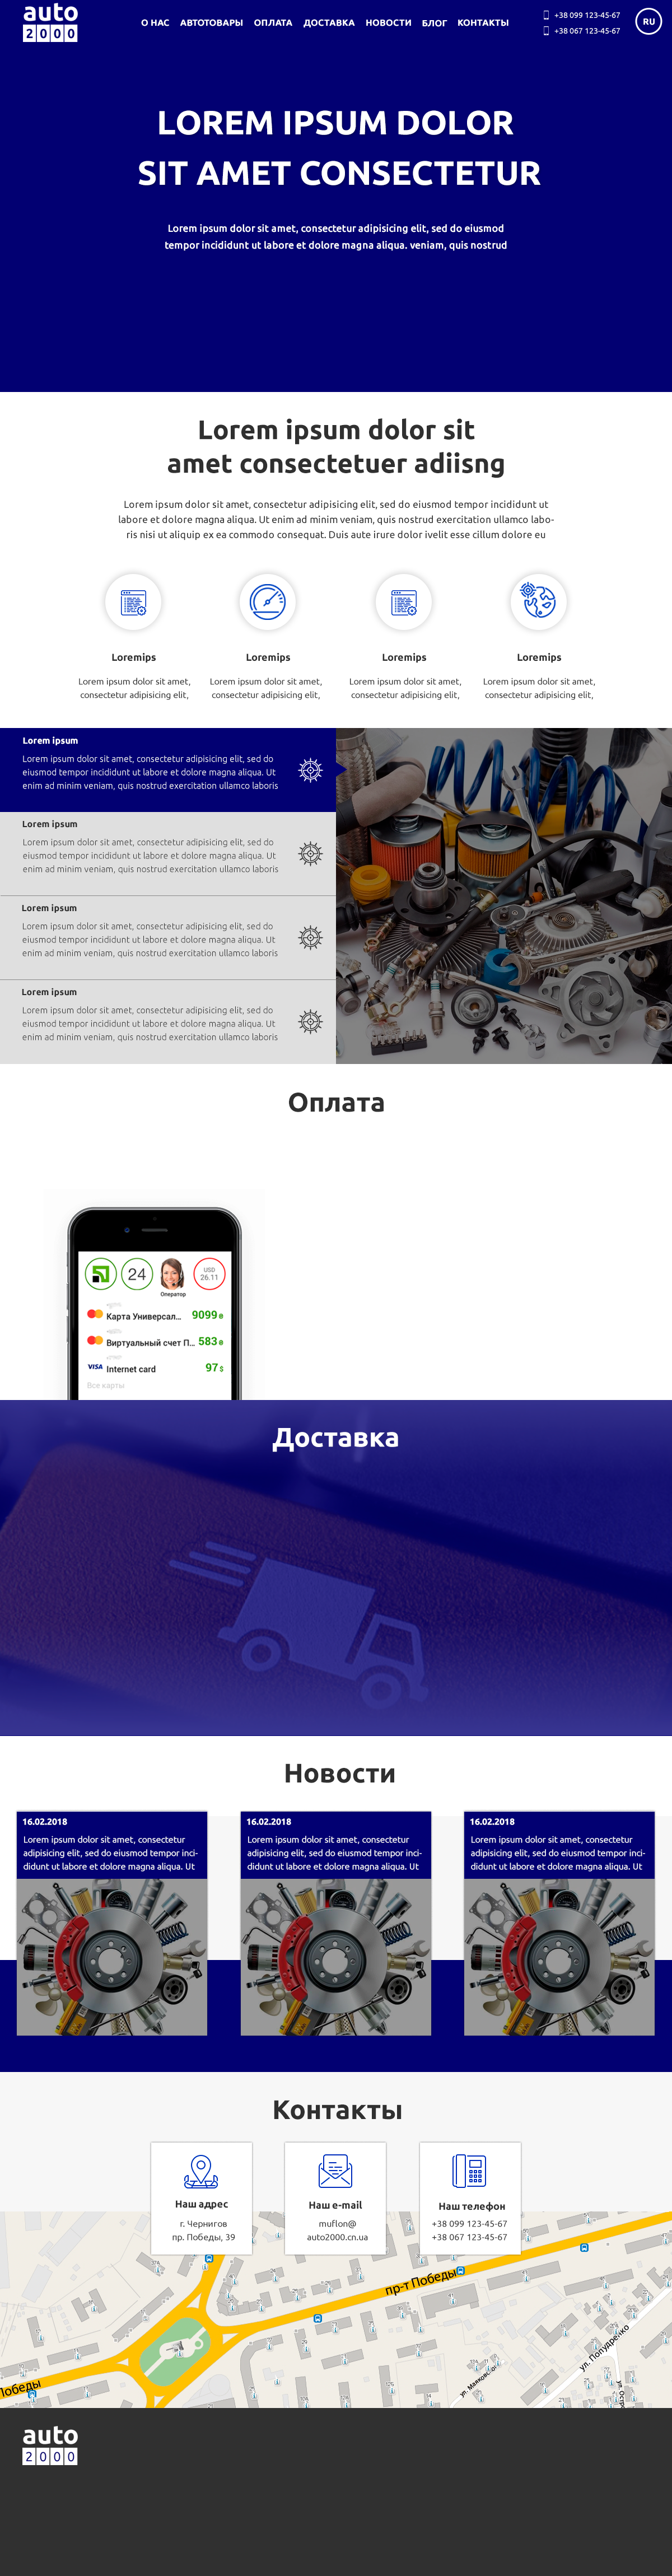 auto
2000
О НАС АВТОТОВАРЫ ОПЛАТА ДОСТАВКА НОВОСТИ БЛОГ КОНТАКТЫ
+38 099 123-45-67
+38 067 123-45-67
RU
LOREM IPSUM DOLOR
SIT AMET CONSECTETUR
Lorem ipsum dolor sit amet, consectetur adipisicing elit, sed do eiusmod
tempor incididunt ut labore et dolore magna aliqua. veniam, quis nostrud
Lorem ipsum dolor sit
amet consectetuer adiisng
Lorem ipsum dolor sit amet, consectetur adipisicing elit, sed do eiusmod tempor incididunt ut
labore et dolore magna aliqua. Ut enim ad minim veniam, quis nostrud exercitation ullamco labo-
ris nisi ut aliquip ex ea commodo consequat. Duis aute irure dolor ivelit esse cillum dolore eu
Loremips
Lorem ipsum dolor sit amet,
consectetur adipisicing elit,
Loremips
Lorem ipsum dolor sit amet,
consectetur adipisicing elit,
Loremips
Lorem ipsum dolor sit amet,
consectetur adipisicing elit,
Loremips
Lorem ipsum dolor sit amet,
consectetur adipisicing elit,
Lorem ipsum
Lorem ipsum dolor sit amet, consectetur adipisicing elit, sed do
eiusmod tempor incididunt ut labore et dolore magna aliqua. Ut
enim ad minim veniam, quis nostrud exercitation ullamco laboris
Lorem ipsum
Lorem ipsum dolor sit amet, consectetur adipisicing elit, sed do
eiusmod tempor incididunt ut labore et dolore magna aliqua. Ut
enim ad minim veniam, quis nostrud exercitation ullamco laboris
Lorem ipsum
Lorem ipsum dolor sit amet, consectetur adipisicing elit, sed do
eiusmod tempor incididunt ut labore et dolore magna aliqua. Ut
enim ad minim veniam, quis nostrud exercitation ullamco laboris
Lorem ipsum
Lorem ipsum dolor sit amet, consectetur adipisicing elit, sed do
eiusmod tempor incididunt ut labore et dolore magna aliqua. Ut
enim ad minim veniam, quis nostrud exercitation ullamco laboris
Оплата
24
Оператор
USD
26.11
Карта Универсал... 9099₴
Виртуальный счет П... 583₴
VISA Internet card 97$
Все карты
Доставка
Новости
16.02.2018
Lorem ipsum dolor sit amet, consectetur
adipisicing elit, sed do eiusmod tempor inci-
didunt ut labore et dolore magna aliqua. Ut
16.02.2018
Lorem ipsum dolor sit amet, consectetur
adipisicing elit, sed do eiusmod tempor inci-
didunt ut labore et dolore magna aliqua. Ut
16.02.2018
Lorem ipsum dolor sit amet, consectetur
adipisicing elit, sed do eiusmod tempor inci-
didunt ut labore et dolore magna aliqua. Ut
Контакты
Наш адрес
г. Чернигов
пр. Победы, 39
Наш e-mail
muflon@
auto2000.cn.ua
Наш телефон
+38 099 123-45-67
+38 067 123-45-67
пр-т Победы
ул. Попудренко
ул. Маяковского
auto
2000